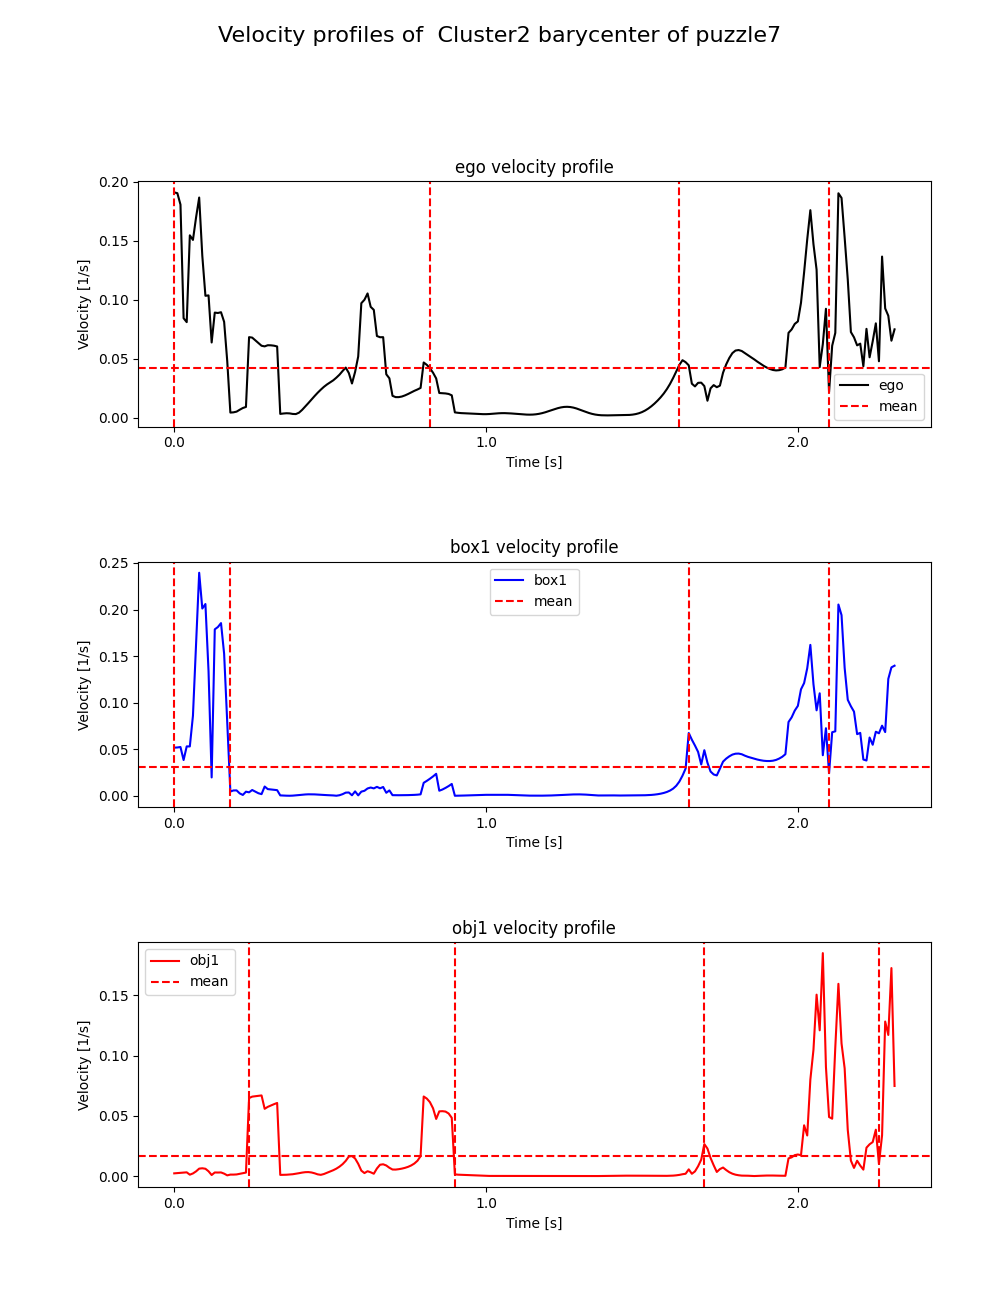 Velocity profiles of  Cluster2 barycenter of puzzle7
ego velocity profile
0.20
0.15
0.10
0.05
0.00
Velocity [1/s]
ego
mean
0.0
1.0
2.0
Time [s]
box1 velocity profile
0.25
0.20
0.15
0.10
0.05
0.00
Velocity [1/s]
box1
mean
0.0
1.0
2.0
Time [s]
obj1 velocity profile
0.15
0.10
0.05
0.00
Velocity [1/s]
obj1
mean
0.0
1.0
2.0
Time [s]